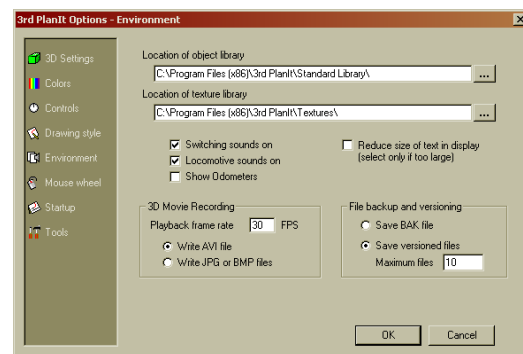 3rd PlanIt Options - Environment
3D Settings
Colors
Controls
Drawing style
Environment
Mouse wheel
Startup
Tools
Location of object library
C:\Program Files (x86)\3rd PlanIt\Standard Library\
...
Location of texture library
C:\Program Files (x86)\3rd PlanIt\Textures\
...
Switching sounds on
Locomotive sounds on
Show Odometers
Reduce size of text in display
(select only if too large)
3D Movie Recording
Playback frame rate 30 FPS
Write AVI file
Write JPG or BMP files
File backup and versioning
Save BAK file
Save versioned files
Maximum files 10
OK
Cancel